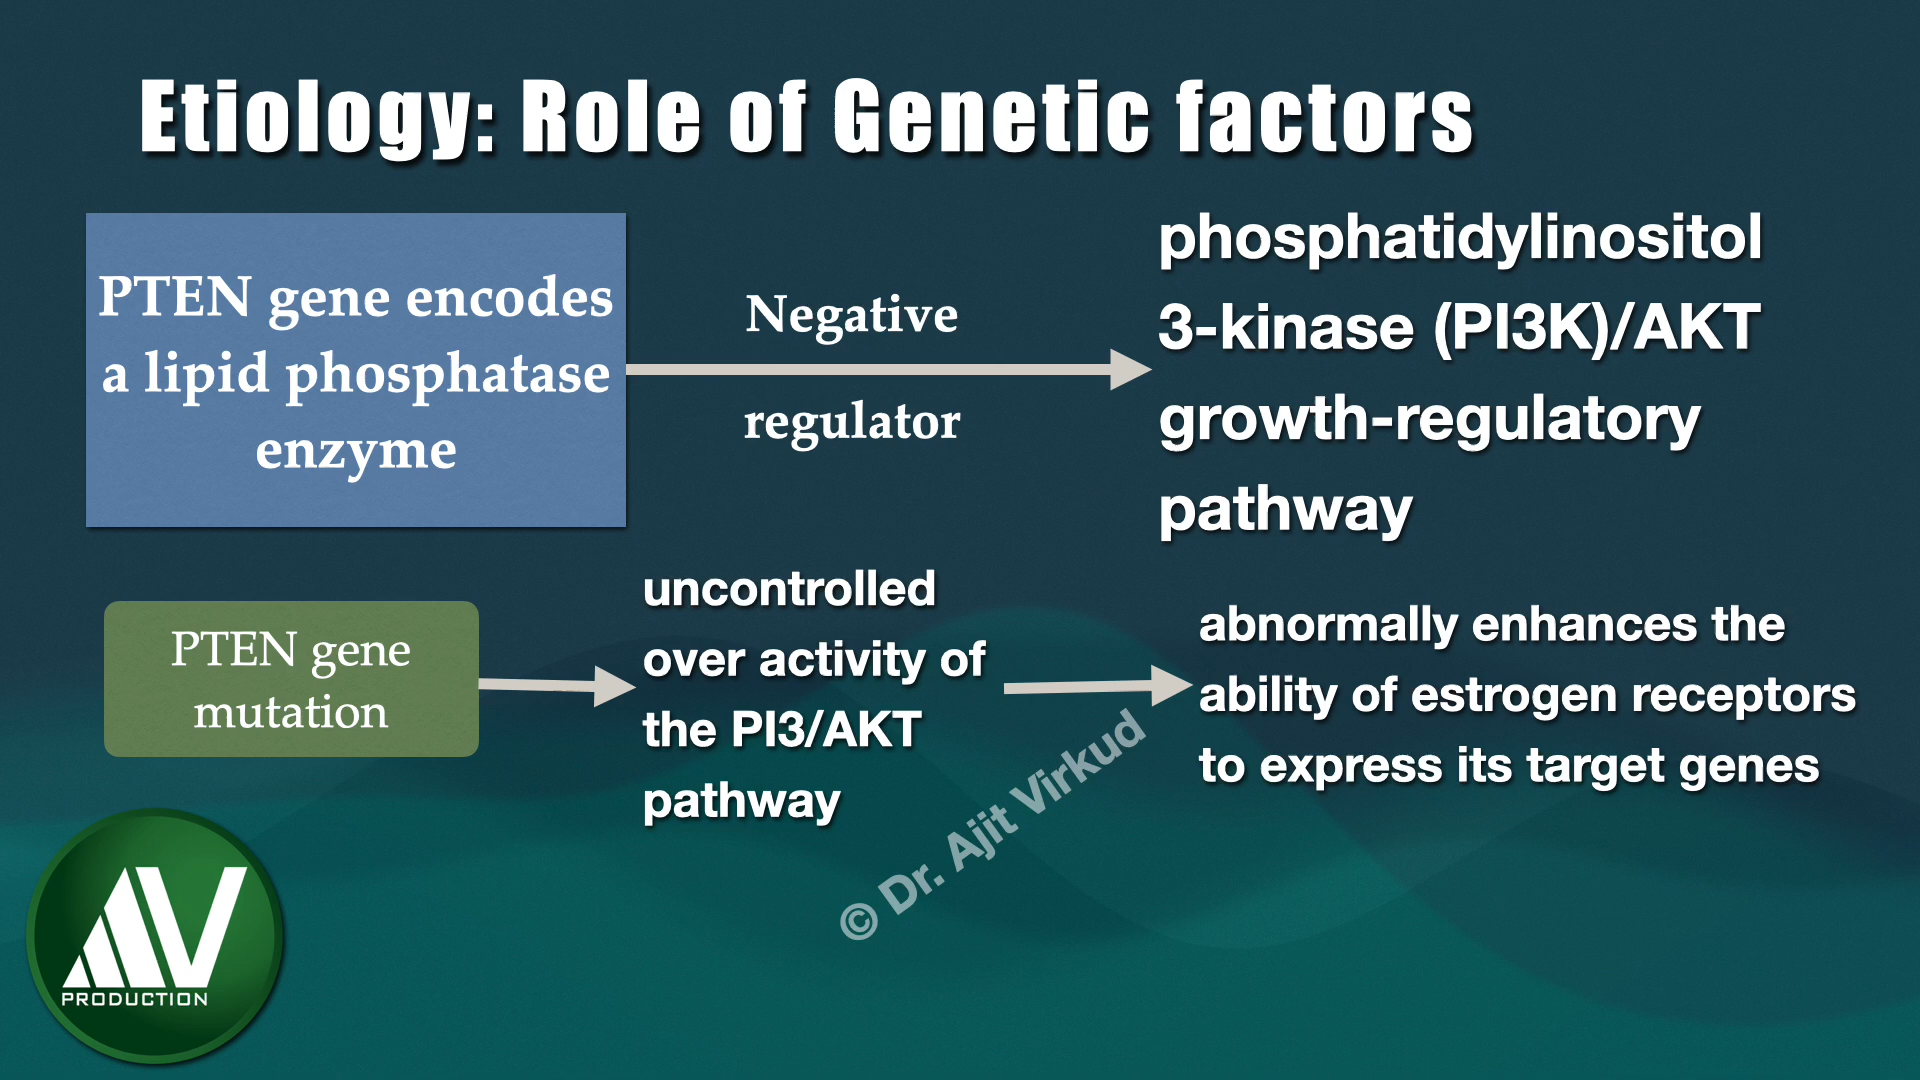 Etiology: Role of Genetic factors
PTEN gene encodes
a lipid phosphatase
enzyme
Negative
regulator
phosphatidylinositol
3-kinase (PI3K)/AKT
growth-regulatory
pathway
PTEN gene
mutation
uncontrolled
over activity of
the PI3/AKT
pathway
abnormally enhances the
ability of estrogen receptors
to express its target genes
© Dr. Ajit Virkud
AV
PRODUCTION